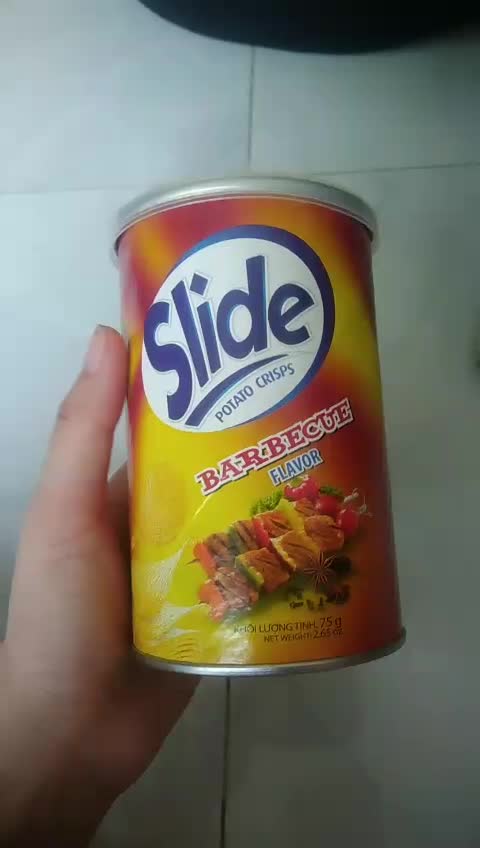 Slide
POTATO CRISPS
BARBECUE
FLAVOR
KHỐI LƯỢNG TỊNH: 75 g
NET WEIGHT: 2.65 oz